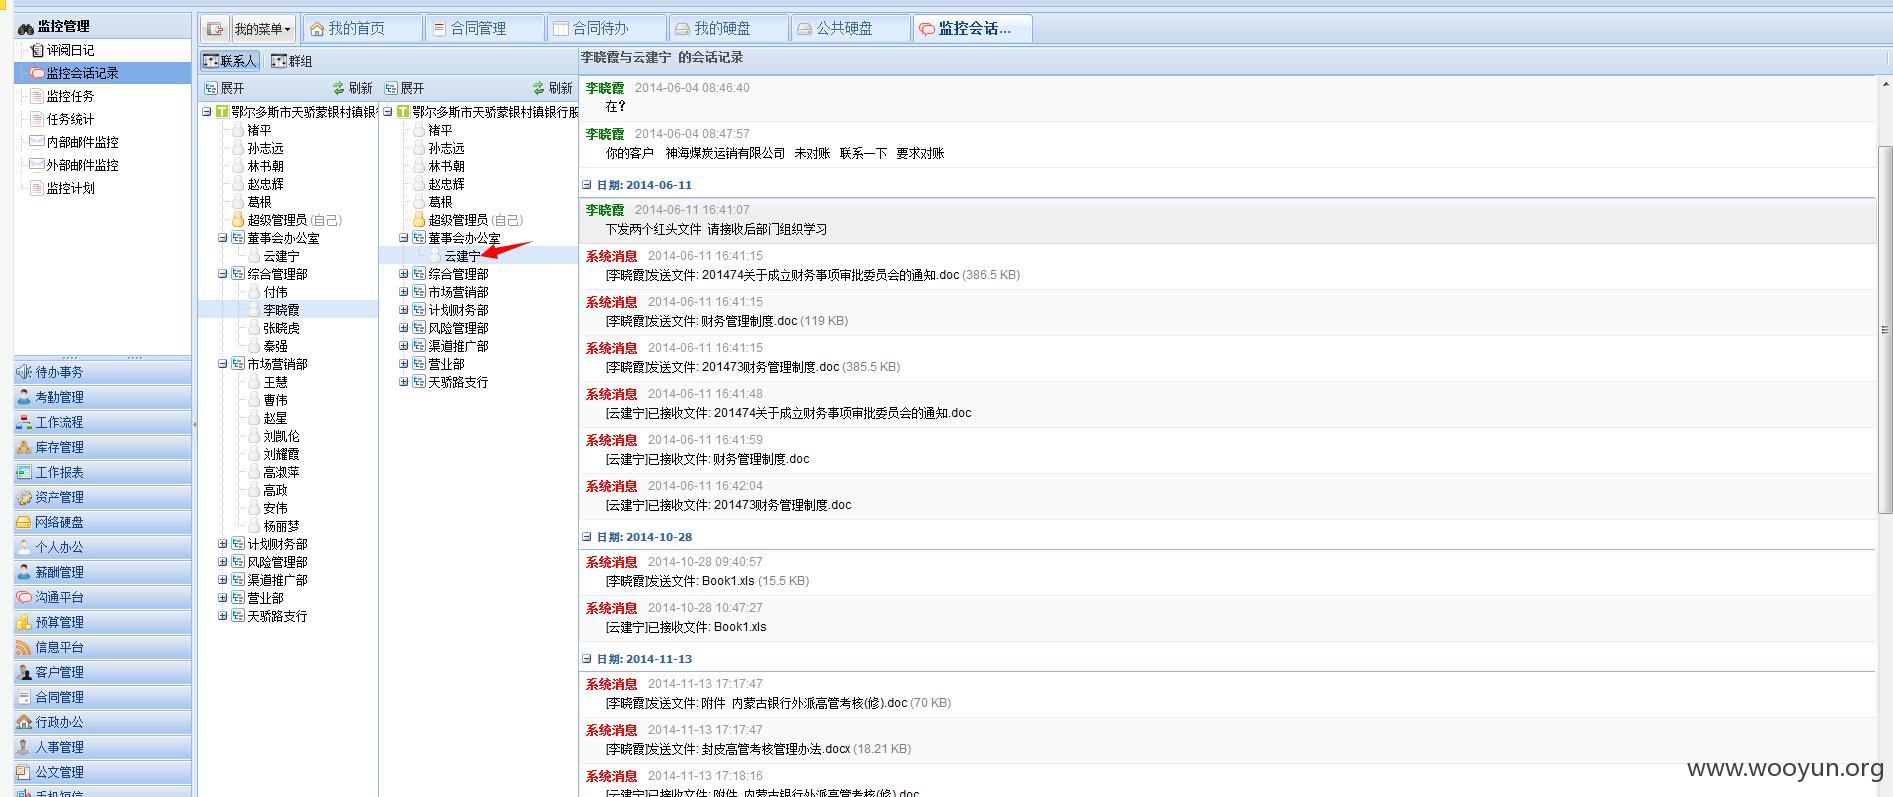 监控管理
评阅日记
监控会话记录
监控任务
任务统计
内部邮件监控
外部邮件监控
监控计划
待办事务
考勤管理
工作流程
库存管理
工作报表
资产管理
网络硬盘
个人办公
薪酬管理
沟通平台
预算管理
信息平台
客户管理
合同管理
行政办公
人事管理
公文管理
手机短信
我的菜单 我的首页 合同管理 合同待办 我的硬盘 公共硬盘 监控会话...
联系人 群组
展开 刷新
鄂尔多斯市天骄蒙银村镇银行
褚平
孙志远
林书朝
赵忠辉
葛根
超级管理员 (自己)
董事会办公室
云建宁
综合管理部
付伟
李晓霞
张晓虎
秦强
市场营销部
王慧
曹伟
赵星
刘凯伦
刘耀霞
高淑萍
高政
安伟
杨丽梦
计划财务部
风险管理部
渠道推广部
营业部
天骄路支行
展开 刷新
鄂尔多斯市天骄蒙银村镇银行股
褚平
孙志远
林书朝
赵忠辉
葛根
超级管理员 (自己)
董事会办公室
云建宁
综合管理部
市场营销部
计划财务部
风险管理部
渠道推广部
营业部
天骄路支行
李晓霞与云建宁 的会话记录
李晓霞 2014-06-04 08:46:40
在?
李晓霞 2014-06-04 08:47:57
你的客户 神海煤炭运销有限公司 未对账 联系一下 要求对账
日期: 2014-06-11
李晓霞 2014-06-11 16:41:07
下发两个红头文件 请接收后部门组织学习
系统消息 2014-06-11 16:41:15
[李晓霞]发送文件: 201474关于成立财务事项审批委员会的通知.doc (386.5 KB)
系统消息 2014-06-11 16:41:15
[李晓霞]发送文件: 财务管理制度.doc (119 KB)
系统消息 2014-06-11 16:41:15
[李晓霞]发送文件: 201473财务管理制度.doc (385.5 KB)
系统消息 2014-06-11 16:41:48
[云建宁]已接收文件: 201474关于成立财务事项审批委员会的通知.doc
系统消息 2014-06-11 16:41:59
[云建宁]已接收文件: 财务管理制度.doc
系统消息 2014-06-11 16:42:04
[云建宁]已接收文件: 201473财务管理制度.doc
日期: 2014-10-28
系统消息 2014-10-28 09:40:57
[李晓霞]发送文件: Book1.xls (15.5 KB)
系统消息 2014-10-28 10:47:27
[云建宁]已接收文件: Book1.xls
日期: 2014-11-13
系统消息 2014-11-13 17:17:47
[李晓霞]发送文件: 附件 内蒙古银行外派高管考核(修).doc (70 KB)
系统消息 2014-11-13 17:17:47
[李晓霞]发送文件: 封皮高管考核管理办法.docx (18.21 KB)
系统消息 2014-11-13 17:18:16
[云建宁]已接收文件: 附件 内蒙古银行外派高管考核(修).doc
www.wooyun.org